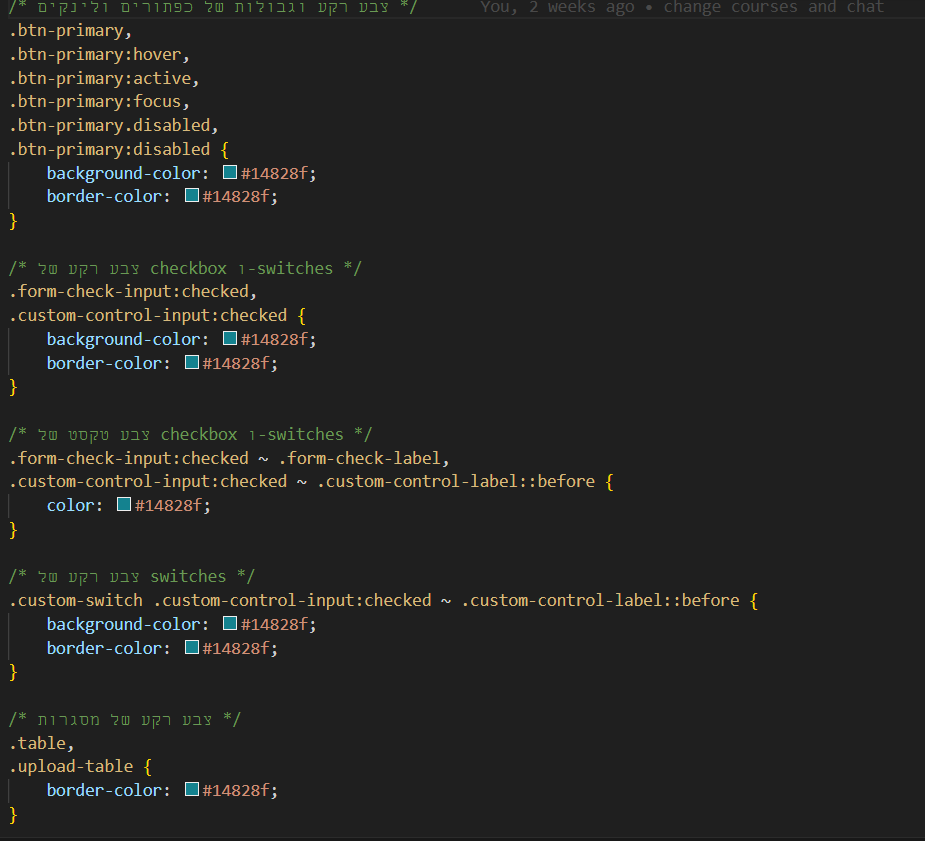 /* צבע רקע וגבולות של כפתורים ולינקים */ You, 2 weeks ago • change courses and chat
.btn-primary,
.btn-primary:hover,
.btn-primary:active,
.btn-primary:focus,
.btn-primary.disabled,
.btn-primary:disabled {
    background-color: #14828f;
    border-color: #14828f;
}
/* צבע רקע של checkbox ו-switches */
.form-check-input:checked,
.custom-control-input:checked {
    background-color: #14828f;
    border-color: #14828f;
}
/* צבע טקסט של checkbox ו-switches */
.form-check-input:checked ~ .form-check-label,
.custom-control-input:checked ~ .custom-control-label::before {
    color: #14828f;
}
/* צבע רקע של switches */
.custom-switch .custom-control-input:checked ~ .custom-control-label::before {
    background-color: #14828f;
    border-color: #14828f;
}
/* צבע רקע של מסגרות */
.table,
.upload-table {
    border-color: #14828f;
}